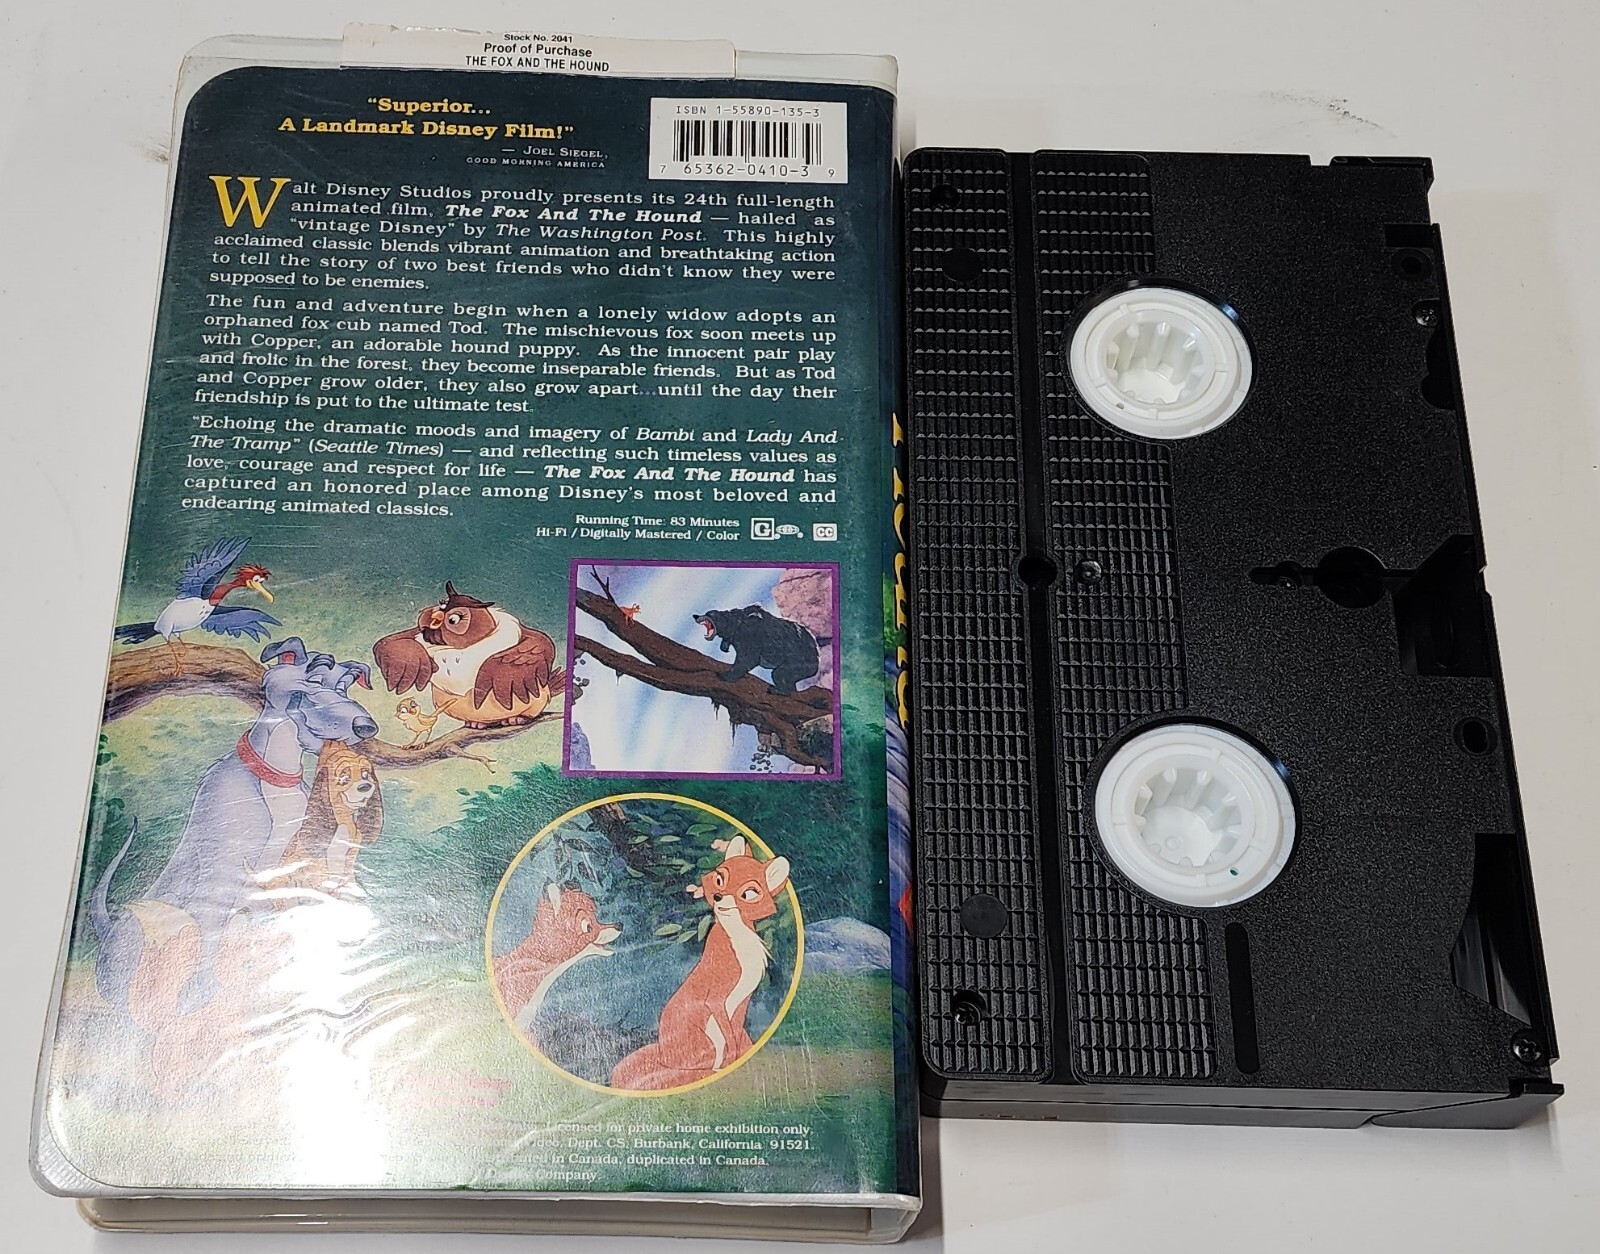 Stock No. 2041
Proof of Purchase
THE FOX AND THE HOUND
"Superior...
A Landmark Disney Film!"
— JOEL SIEGEL,
GOOD MORNING AMERICA
ISBN 1-55890-135-3
7 65362-0410-3 9
Walt Disney Studios proudly presents its 24th full-length
animated film, The Fox And The Hound — hailed as
"vintage Disney" by The Washington Post. This highly
acclaimed classic blends vibrant animation and breathtaking action
to tell the story of two best friends who didn't know they were
supposed to be enemies.
The fun and adventure begin when a lonely widow adopts an
orphaned fox cub named Tod. The mischievous fox soon meets up
with Copper, an adorable hound puppy. As the innocent pair play
and frolic in the forest, they become inseparable friends. But as Tod
and Copper grow older, they also grow apart...until the day their
friendship is put to the ultimate test.
"Echoing the dramatic moods and imagery of Bambi and Lady And
The Tramp" (Seattle Times) — and reflecting such timeless values as
love, courage and respect for life — The Fox And The Hound has
captured an honored place among Disney's most beloved and
endearing animated classics.
Running Time: 83 Minutes
Hi-Fi / Digitally Mastered / Color G CC
Licensed for private home exhibition only.
Video, Dept. CS, Burbank, California 91521.
in Canada, duplicated in Canada.
Company.